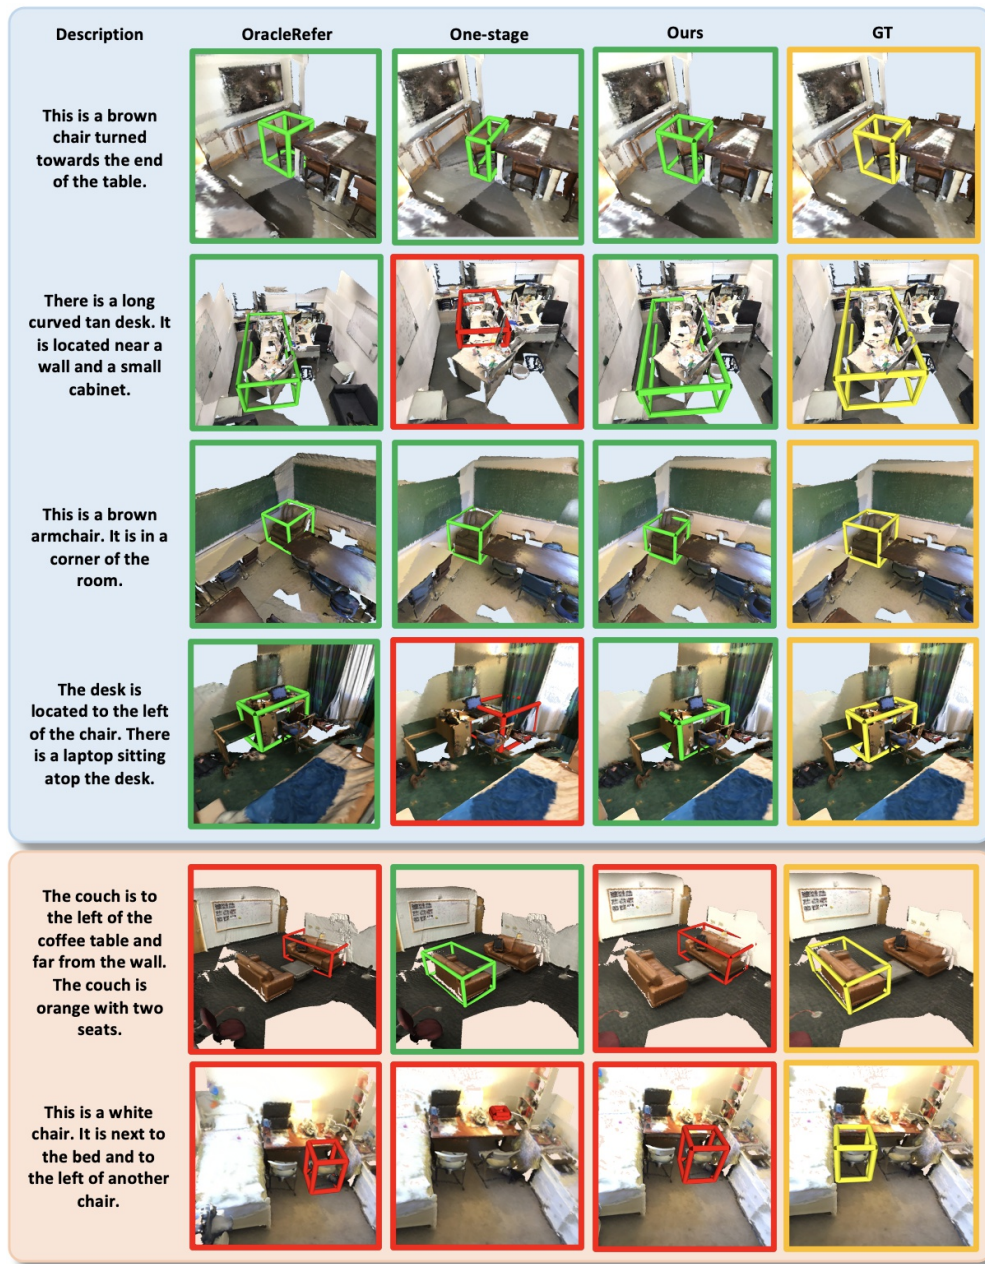 Description OracleRefer One-stage Ours GT
This is a brown
chair turned
towards the end
of the table.
There is a long
curved tan desk. It
is located near a
wall and a small
cabinet.
This is a brown
armchair. It is in a
corner of the
room.
The desk is
located to the left
of the chair. There
is a laptop sitting
atop the desk.
The couch is to
the left of the
coffee table and
far from the wall.
The couch is
orange with two
seats.
This is a white
chair. It is next to
the bed and to
the left of another
chair.